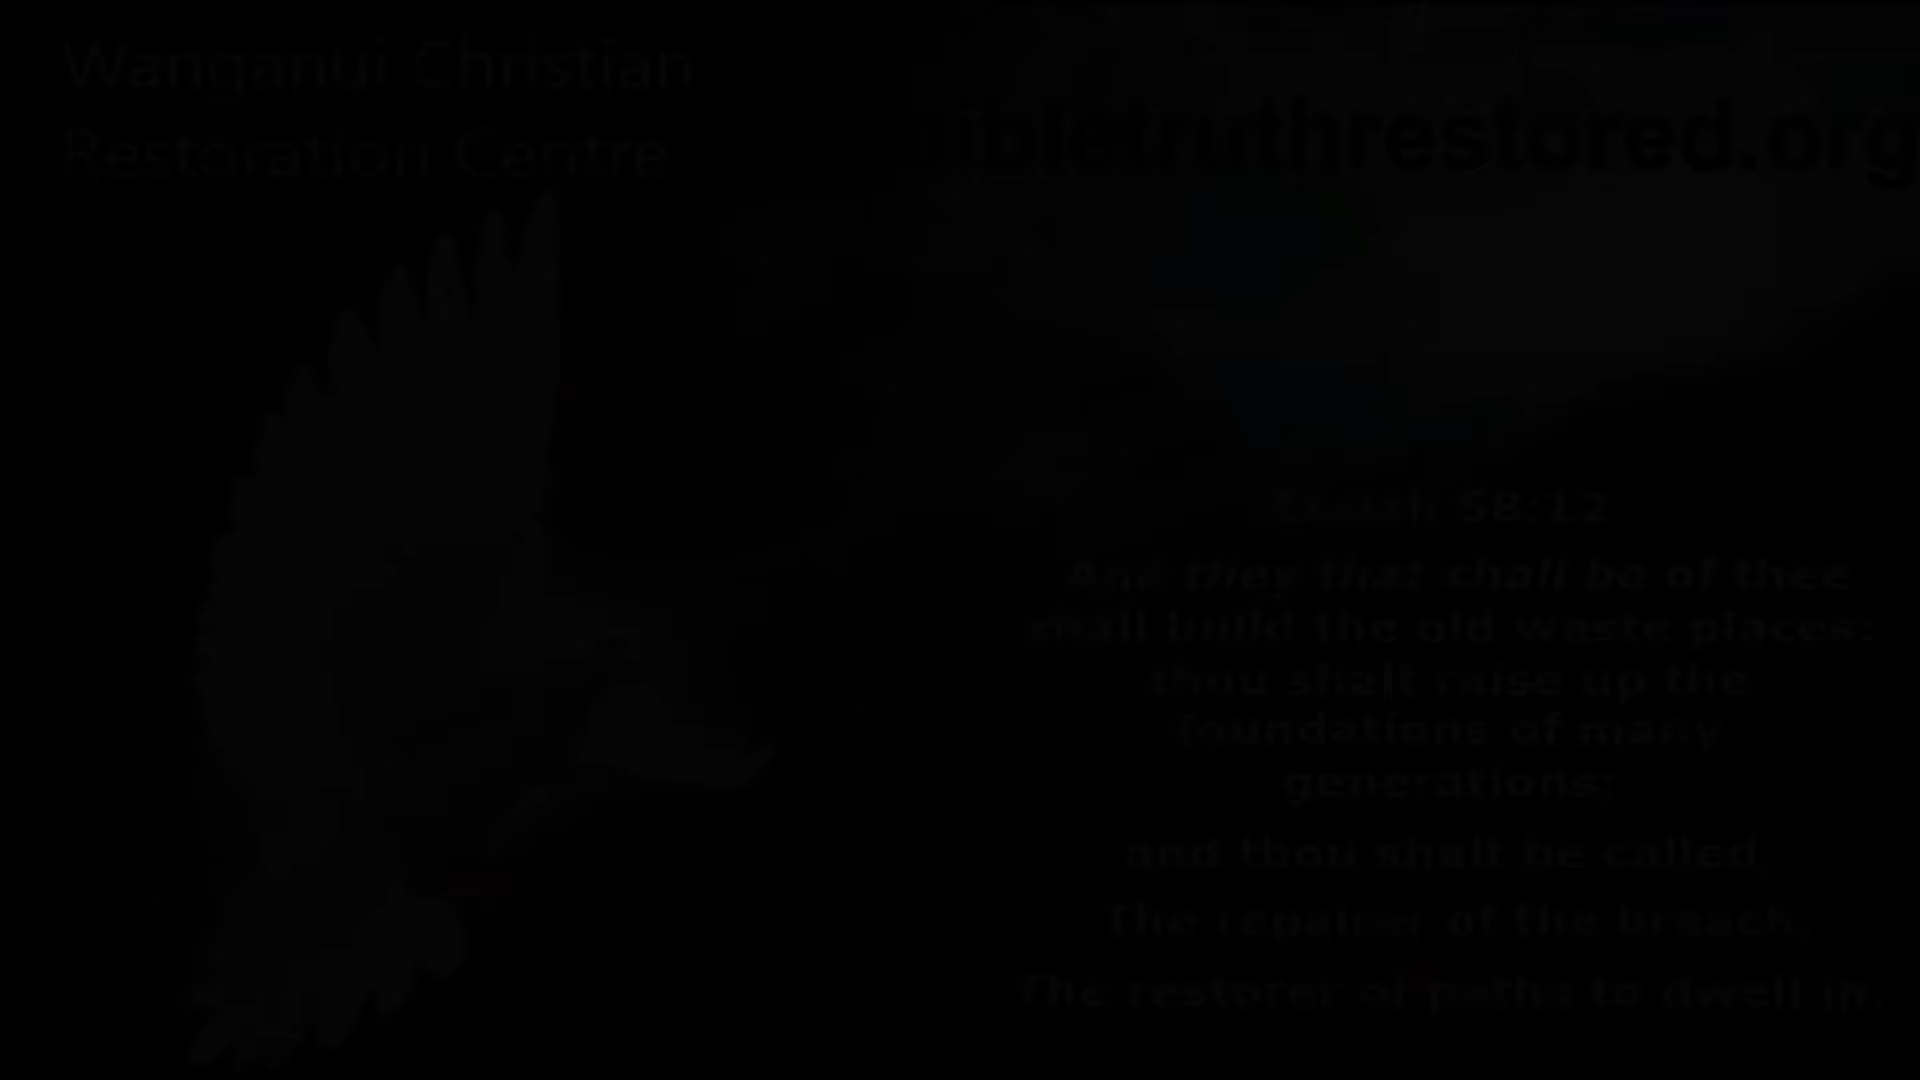 Wanganui Christian
Restoration Centre
bibletruthrestored.org
Isaiah 58:12
And they that shall be of thee
shall build the old waste places:
thou shalt raise up the
foundations of many
generations;
and thou shalt be called,
The repairer of the breach,
The restorer of paths to dwell in.